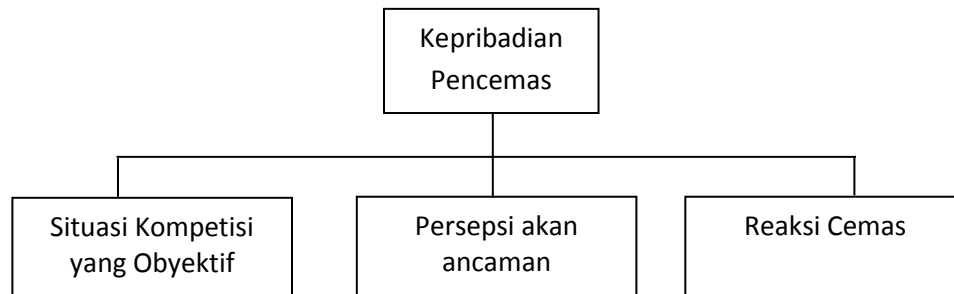 Kepribadian
Pencemas
Situasi Kompetisi
yang Obyektif
Persepsi akan
ancaman
Reaksi Cemas